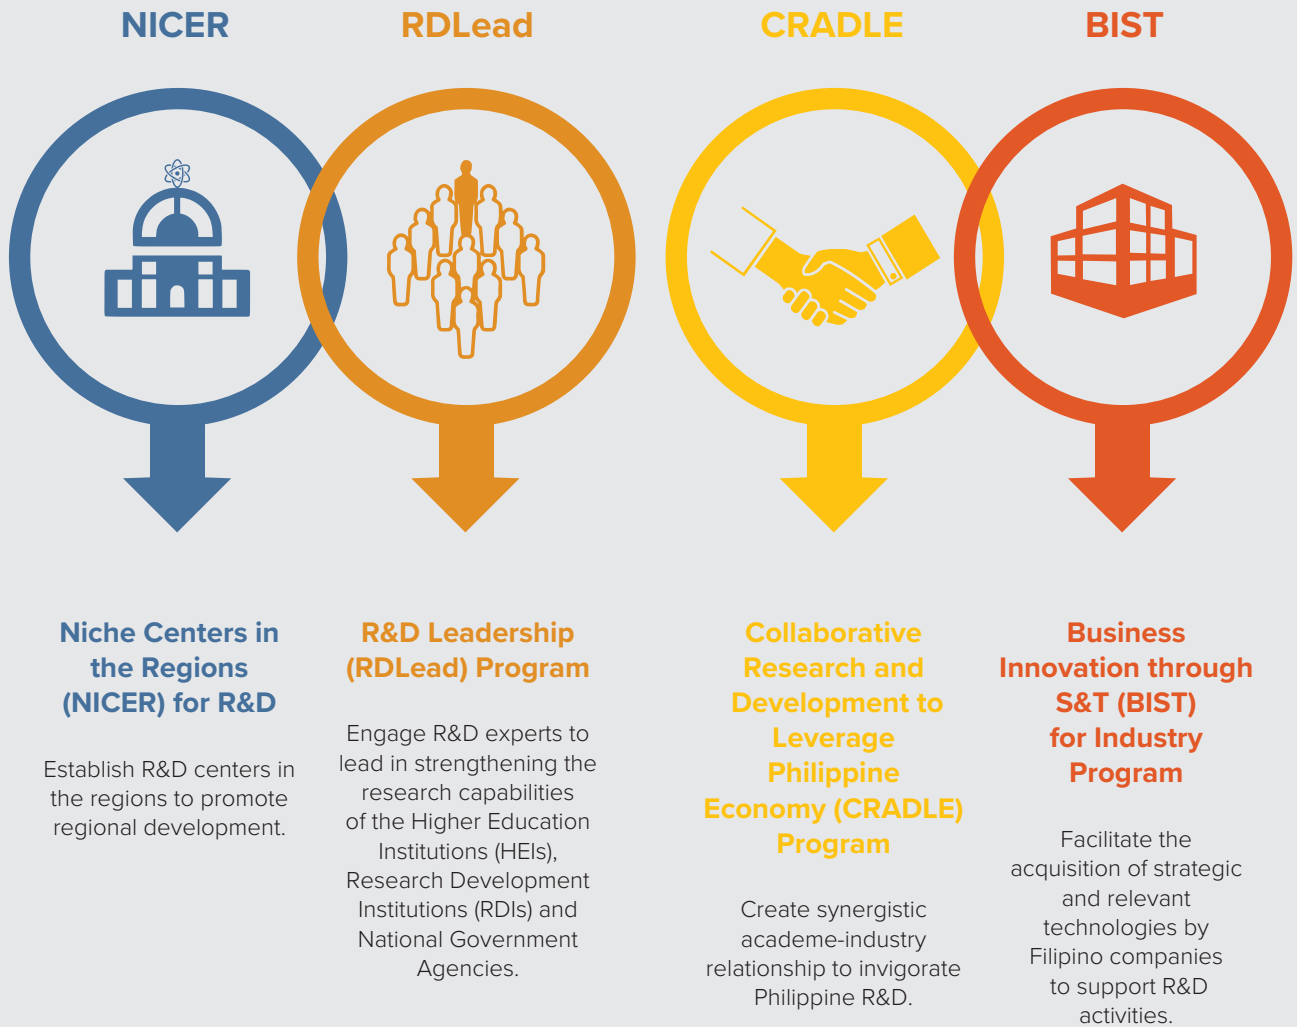 NICER
RDLead
CRADLE
BIST
Niche Centers in
the Regions
(NICER) for R&D
Establish R&D centers in
the regions to promote
regional development.
R&D Leadership
(RDLead) Program
Engage R&D experts to
lead in strengthening the
research capabilities
of the Higher Education
Institutions (HEIs),
Research Development
Institutions (RDIs) and
National Government
Agencies.
Collaborative
Research and
Development to
Leverage
Philippine
Economy (CRADLE)
Program
Create synergistic
academe-industry
relationship to invigorate
Philippine R&D.
Business
Innovation through
S&T (BIST)
for Industry
Program
Facilitate the
acquisition of strategic
and relevant
technologies by
Filipino companies
to support R&D
activities.